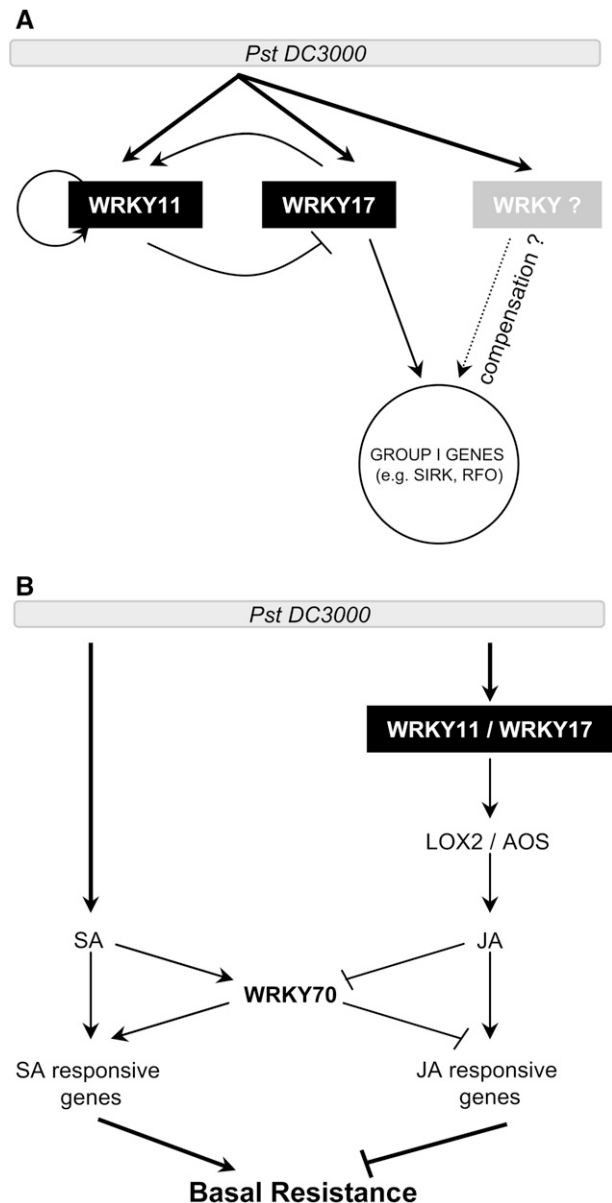 A
Pst DC3000
WRKY11
WRKY17
WRKY ?
compensation ?
GROUP I GENES
(e.g. SIRK, RFO)
B
Pst DC3000
WRKY11 / WRKY17
LOX2 / AOS
SA
JA
WRKY70
SA responsive
genes
JA responsive
genes
Basal Resistance